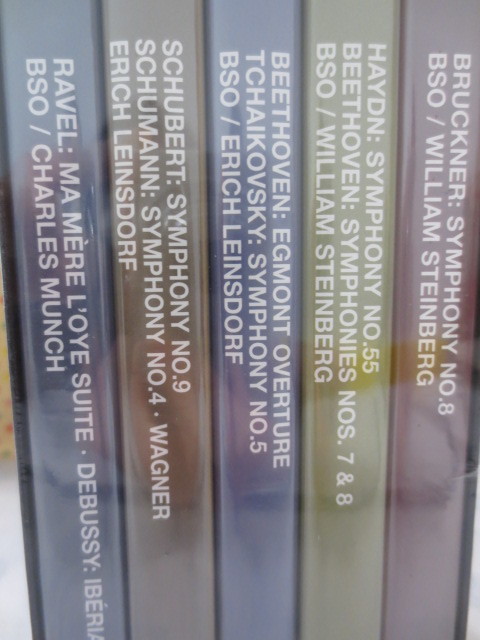 RAVEL: MA MÈRE L'OYE SUITE · DEBUSSY: IBÉRIA
BSO / CHARLES MUNCH
SCHUBERT: SYMPHONY NO.9
SCHUMANN: SYMPHONY NO.4 · WAGNER
ERICH LEINSDORF
BEETHOVEN: EGMONT OVERTURE
TCHAIKOVSKY: SYMPHONY NO.5
BSO / ERICH LEINSDORF
HAYDN: SYMPHONY NO.55
BEETHOVEN: SYMPHONIES NOS. 7 & 8
BSO / WILLIAM STEINBERG
BRUCKNER: SYMPHONY NO.8
BSO / WILLIAM STEINBERG